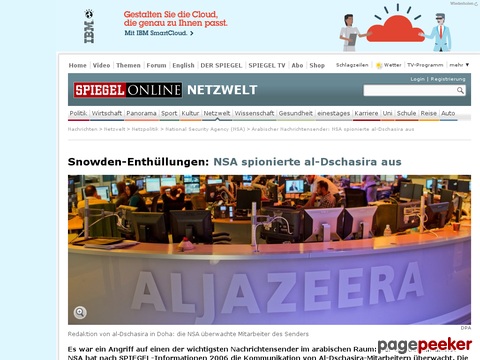 IBM
Gestalten Sie die Cloud,
die genau zu Ihnen passt.
Mit IBM SmartCloud.
Themen Forum English DER SPIEGEL SPIEGEL TV Abo Shop Schlagzeilen Wetter TV-Programm mehr
Login | Registrierung
SPIEGEL ONLINE NETZWELT
Politik Wirtschaft Panorama Sport Kultur Netzwelt Wissenschaft Gesundheit einestages Karriere Uni Schule Reise Auto
Nachrichten > Netzwelt > Netzpolitik > National Security Agency (NSA) > Arabischer Nachrichtensender: NSA spionierte al-Dschasira aus
Snowden-Enthüllungen: NSA spionierte al-Dschasira aus
ALJAZEERA
DPA
Redaktion von al-Dschasira in Doha: die NSA überwachte Mitarbeiter des Senders
Es war ein Angriff auf einen der wichtigsten Nachrichtensender im arabischen Raum:
NSA hat nach SPIEGEL-Informationen 2006 die Kommunikation von Al-Dschasira-Mitarbeitern überwacht. Die
pagepeeker